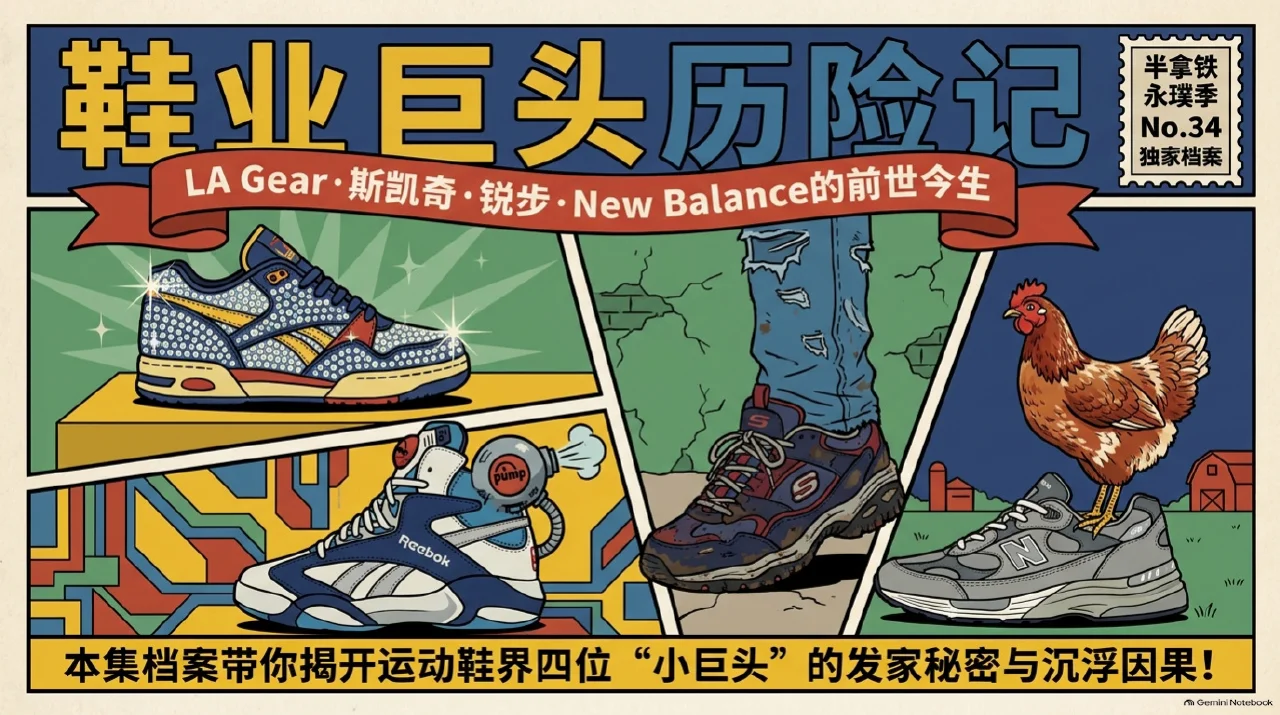 鞋业巨头历险记
半拿铁
永璞季
No.34
独家档案
LA Gear·斯凯奇·锐步·New Balance的前世今生
pump
Reebok
S
S
N
本集档案带你揭开运动鞋界四位“小巨头”的发家秘密与沉浮因果！
Gemini Notebook